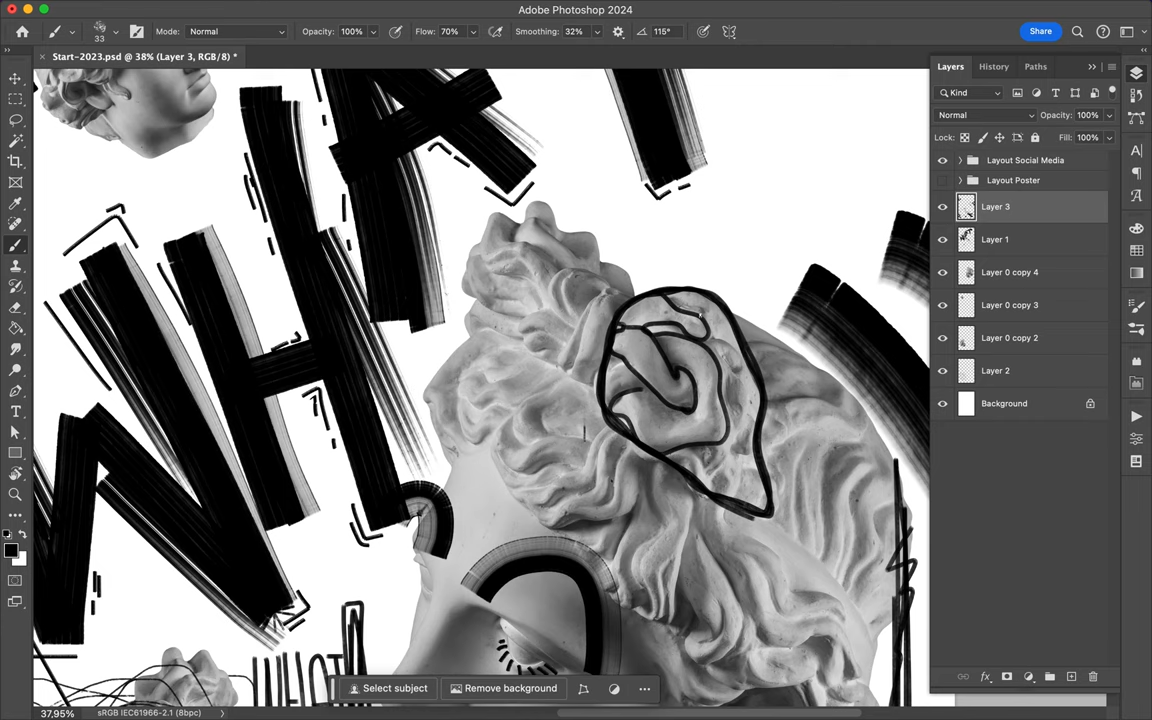 Adobe Photoshop 2024
33
Mode: Normal
Opacity: 100%
Flow: 70%
Smoothing: 32%
115°
Share
Start-2023.psd @ 38% (Layer 3, RGB/8) *
Layers
History
Paths
Kind
Normal
Opacity: 100%
Lock:
Fill: 100%
Layout Social Media
Layout Poster
Layer 3
Layer 1
Layer 0 copy 4
Layer 0 copy 3
Layer 0 copy 2
Layer 2
Background
Select subject
Remove background
37,95%
sRGB IEC61966-2.1 (8bpc)